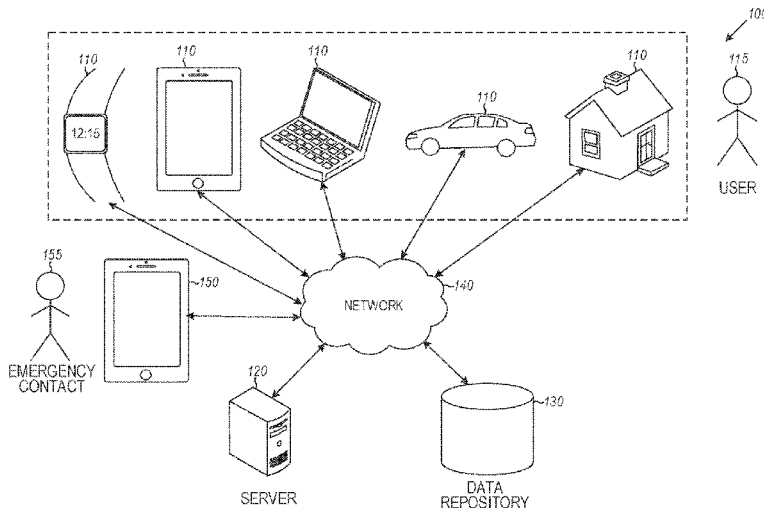 100
110
110
110
110
110
115
12:15
USER
155
150
140
NETWORK
EMERGENCY
CONTACT
120
130
SERVER
DATA
REPOSITORY